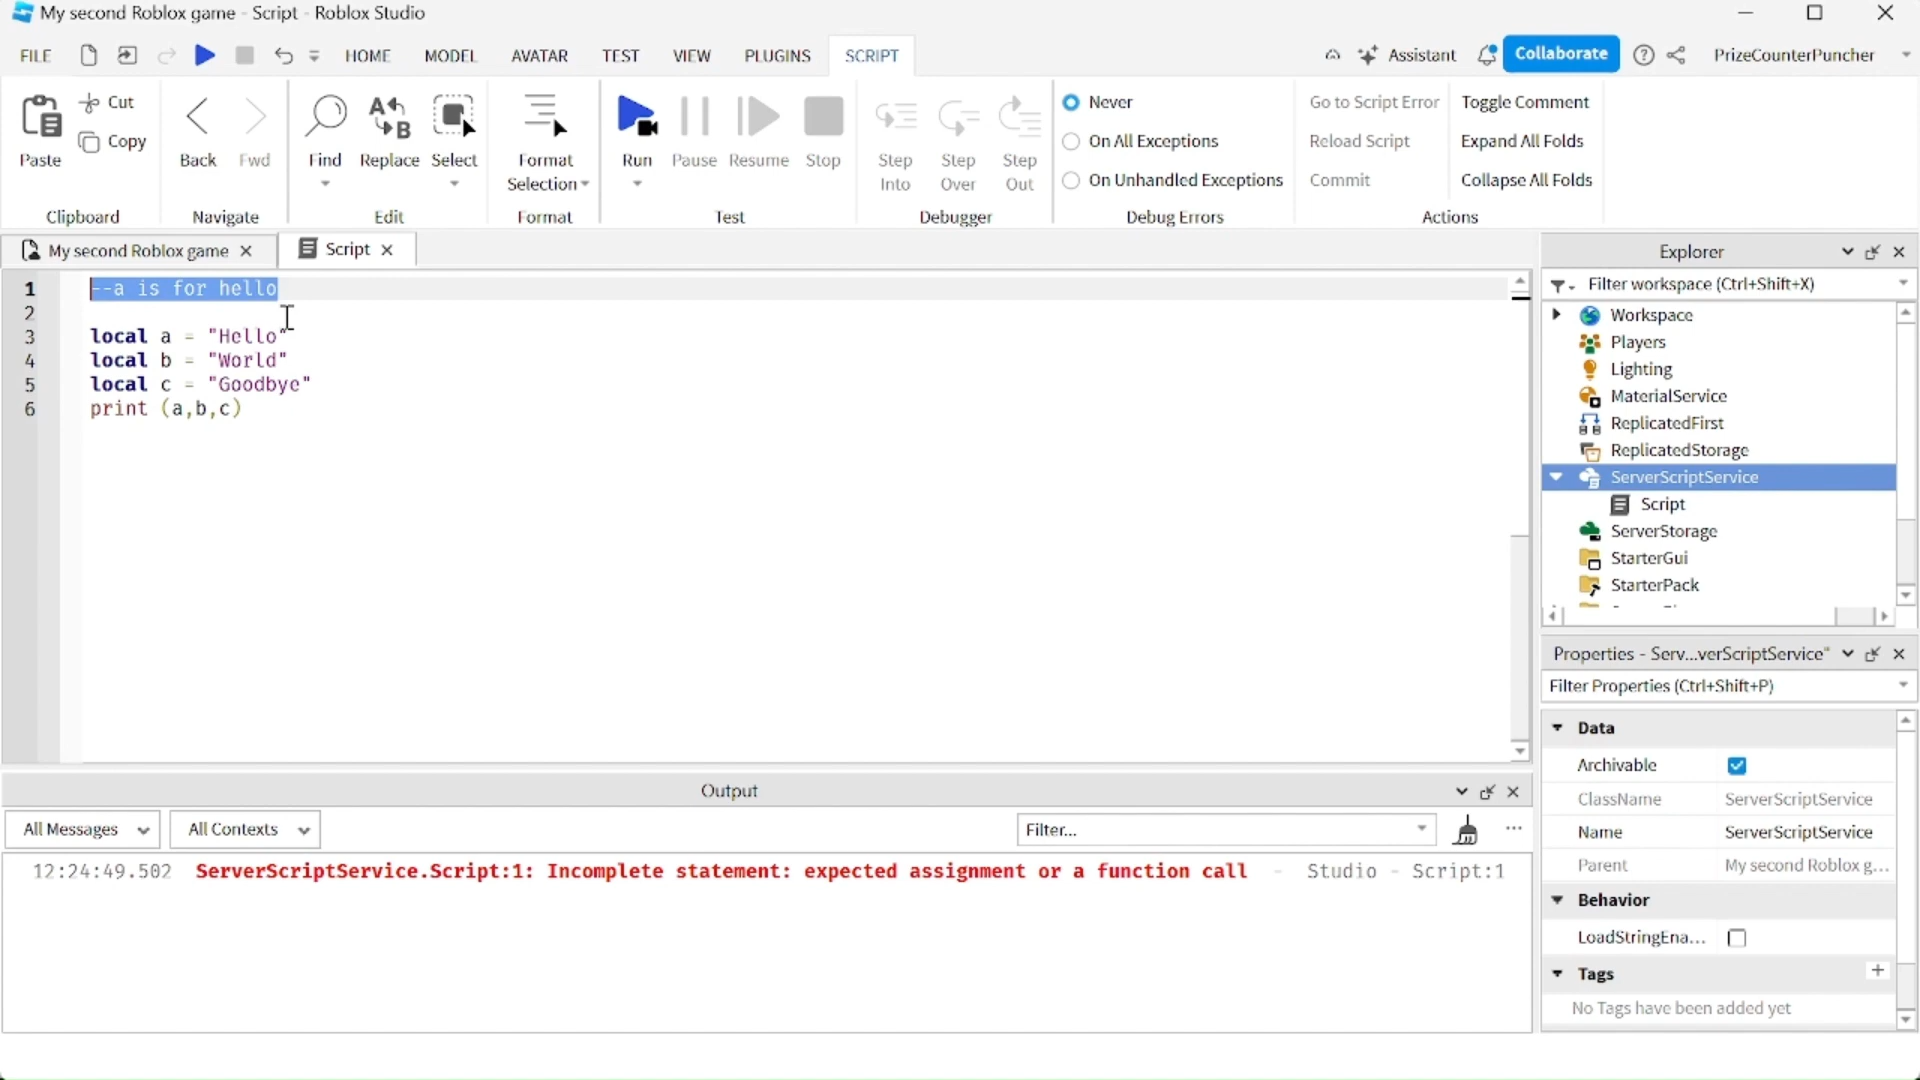 My second Roblox game - Script - Roblox Studio
FILE HOME MODEL AVATAR TEST VIEW PLUGINS SCRIPT Assistant Collaborate PrizeCounterPuncher
Paste Cut Copy
Clipboard
Back Fwd
Navigate
Find Replace Select
Edit
Format Selection
Format
Run Pause Resume Stop
Test
Step Into Step Over Step Out
Debugger
Never
On All Exceptions
On Unhandled Exceptions
Debug Errors
Go to Script Error Toggle Comment
Reload Script Expand All Folds
Commit Collapse All Folds
Actions
My second Roblox game Script
1 --a is for hello
2
3 local a = "Hello"
4 local b = "World"
5 local c = "Goodbye"
6 print (a,b,c)
Output
All Messages All Contexts Filter...
12:24:49.502 ServerScriptService.Script:1: Incomplete statement: expected assignment or a function call - Studio - Script:1
Explorer
Filter workspace (Ctrl+Shift+X)
Workspace
Players
Lighting
MaterialService
ReplicatedFirst
ReplicatedStorage
ServerScriptService
Script
ServerStorage
StarterGui
StarterPack
Properties - Serv...verScriptService"
Filter Properties (Ctrl+Shift+P)
Data
Archivable
ClassName ServerScriptService
Name ServerScriptService
Parent My second Roblox g...
Behavior
LoadStringEna...
Tags +
No Tags have been added yet